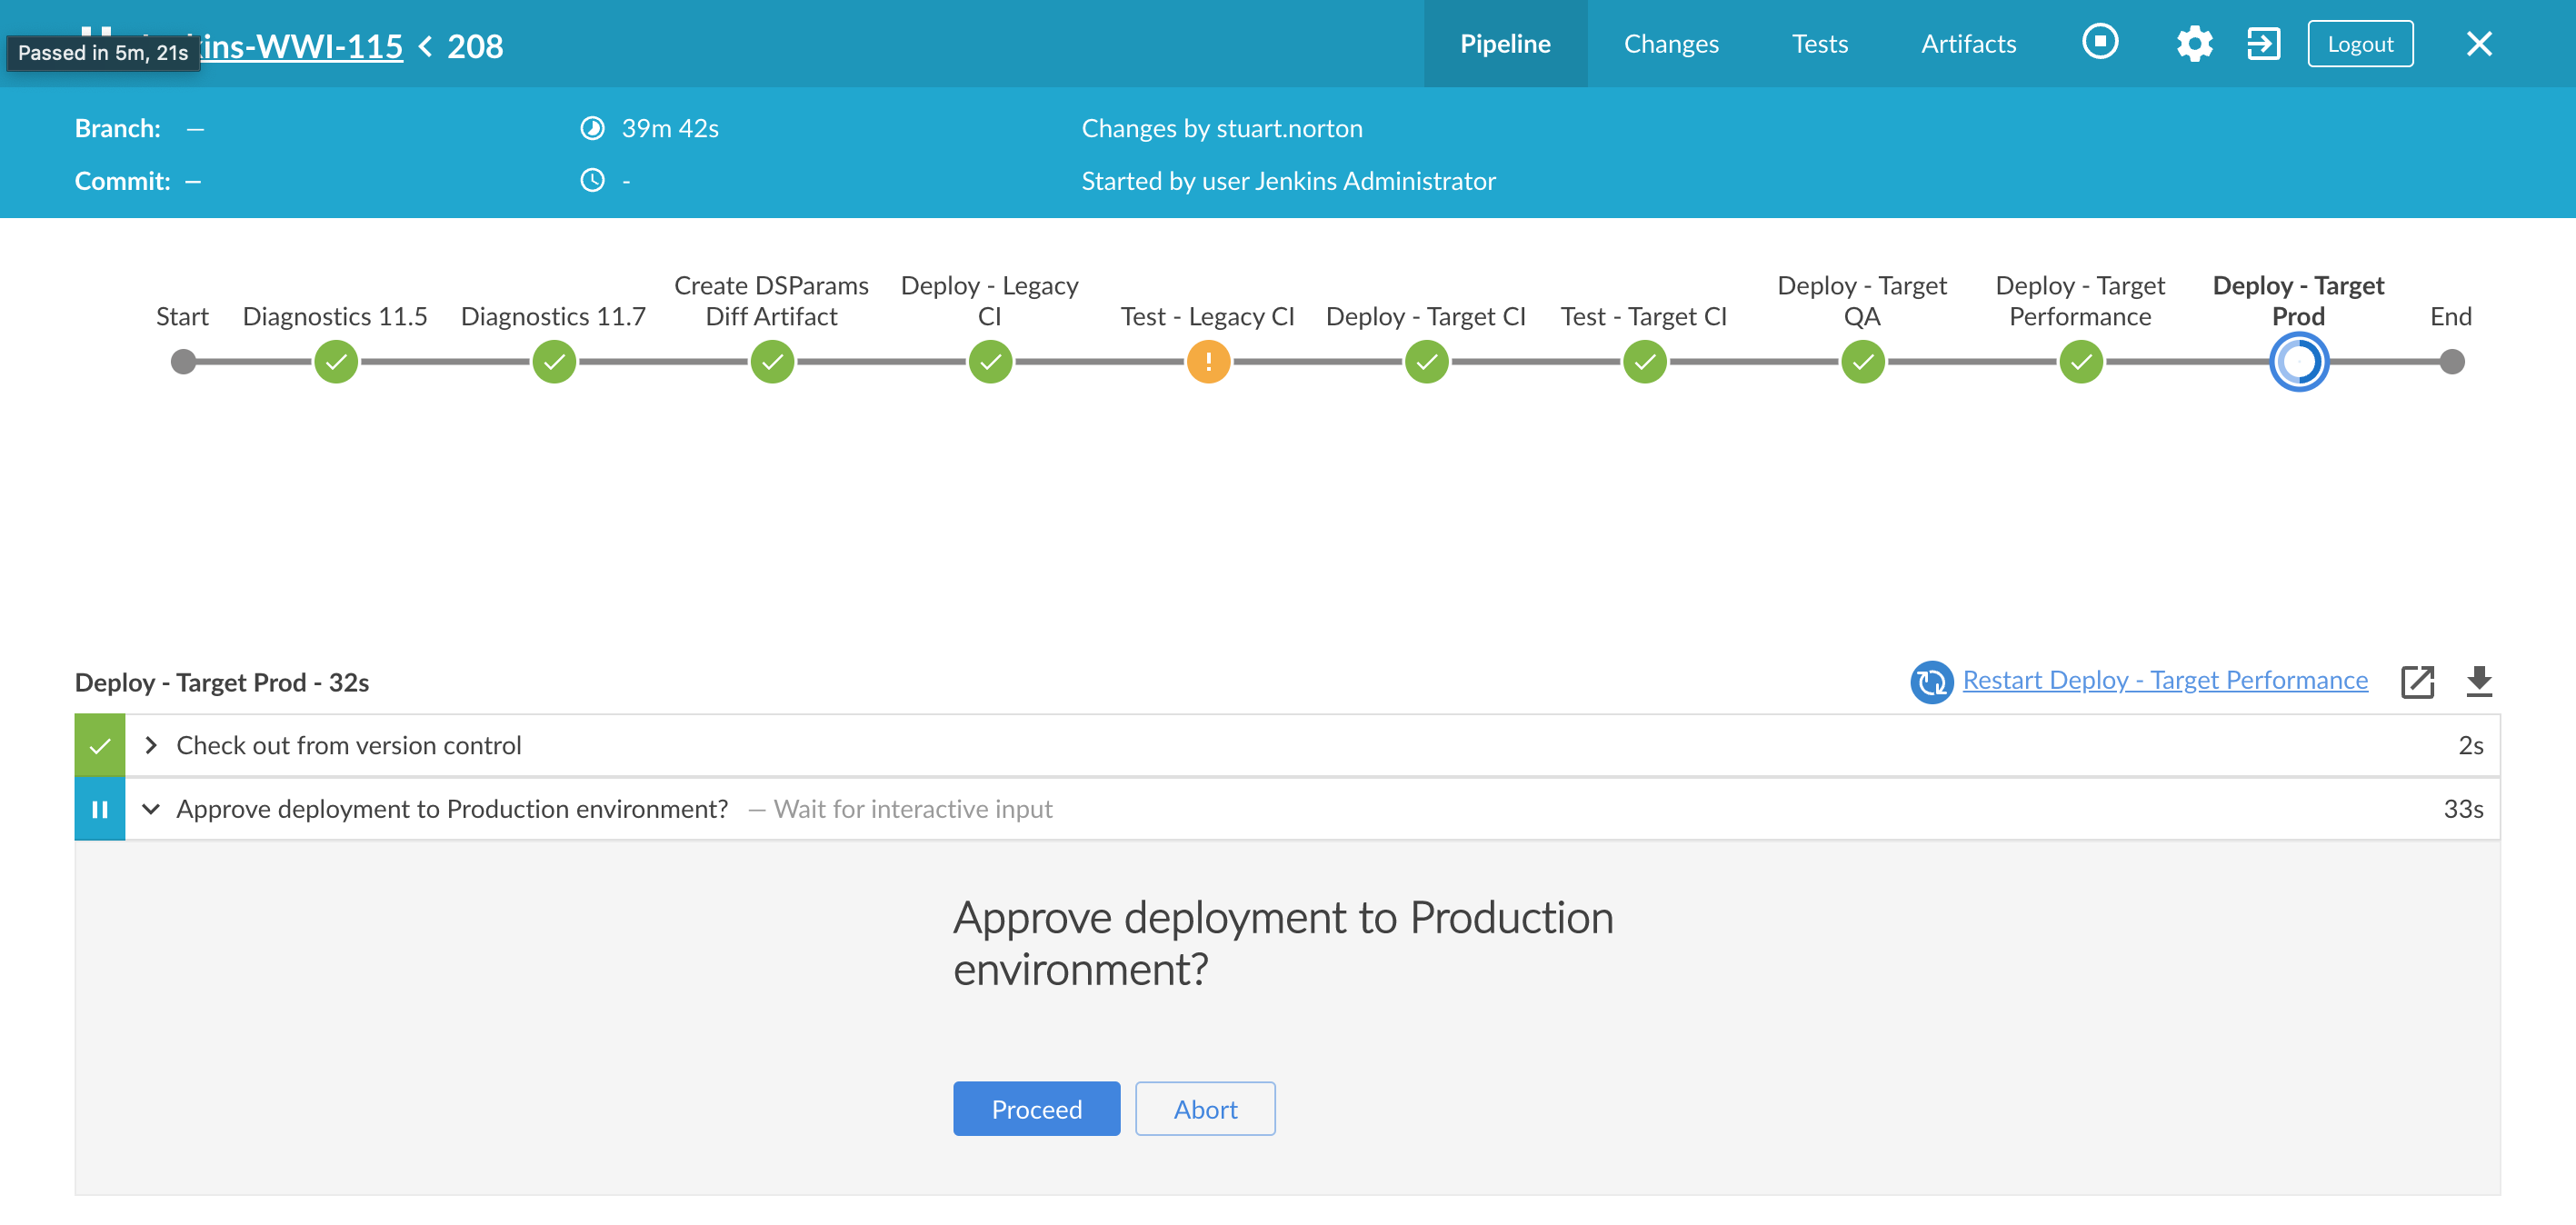 Passed in 5m, 21s
ins-WWI-115 < 208
Pipeline
Changes
Tests
Artifacts
Logout
Branch: —
39m 42s
Changes by stuart.norton
Commit: —
-
Started by user Jenkins Administrator
Start
Diagnostics 11.5
Diagnostics 11.7
Create DSParams
Diff Artifact
Deploy - Legacy
CI
Test - Legacy CI
Deploy - Target CI
Test - Target CI
Deploy - Target
QA
Deploy - Target
Performance
Deploy - Target
Prod
End
Deploy - Target Prod - 32s
Restart Deploy - Target Performance
Check out from version control
2s
Approve deployment to Production environment? — Wait for interactive input
33s
Approve deployment to Production
environment?
Proceed
Abort